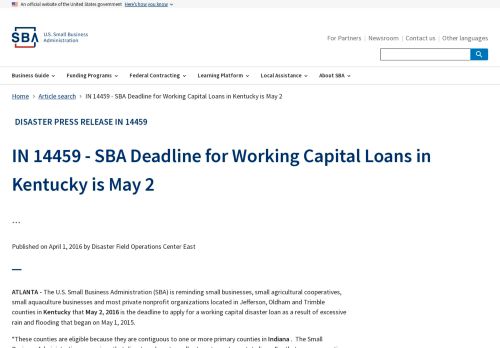 An official website of the United States government Here's how you know
SBA U.S. Small Business
Administration
For Partners Newsroom Contact us Other languages
Business Guide Funding Programs Federal Contracting Learning Platform Local Assistance About SBA
Home Article search IN 14459 - SBA Deadline for Working Capital Loans in Kentucky is May 2
DISASTER PRESS RELEASE IN 14459
IN 14459 - SBA Deadline for Working Capital Loans in
Kentucky is May 2
...
Published on April 1, 2016 by Disaster Field Operations Center East
ATLANTA - The U.S. Small Business Administration (SBA) is reminding small businesses, small agricultural cooperatives,
small aquaculture businesses and most private nonprofit organizations located in Jefferson, Oldham and Trimble
counties in Kentucky that May 2, 2016 is the deadline to apply for a working capital disaster loan as a result of excessive
rain and flooding that began on May 1, 2015.
"These counties are eligible because they are contiguous to one or more primary counties in Indiana . The Small